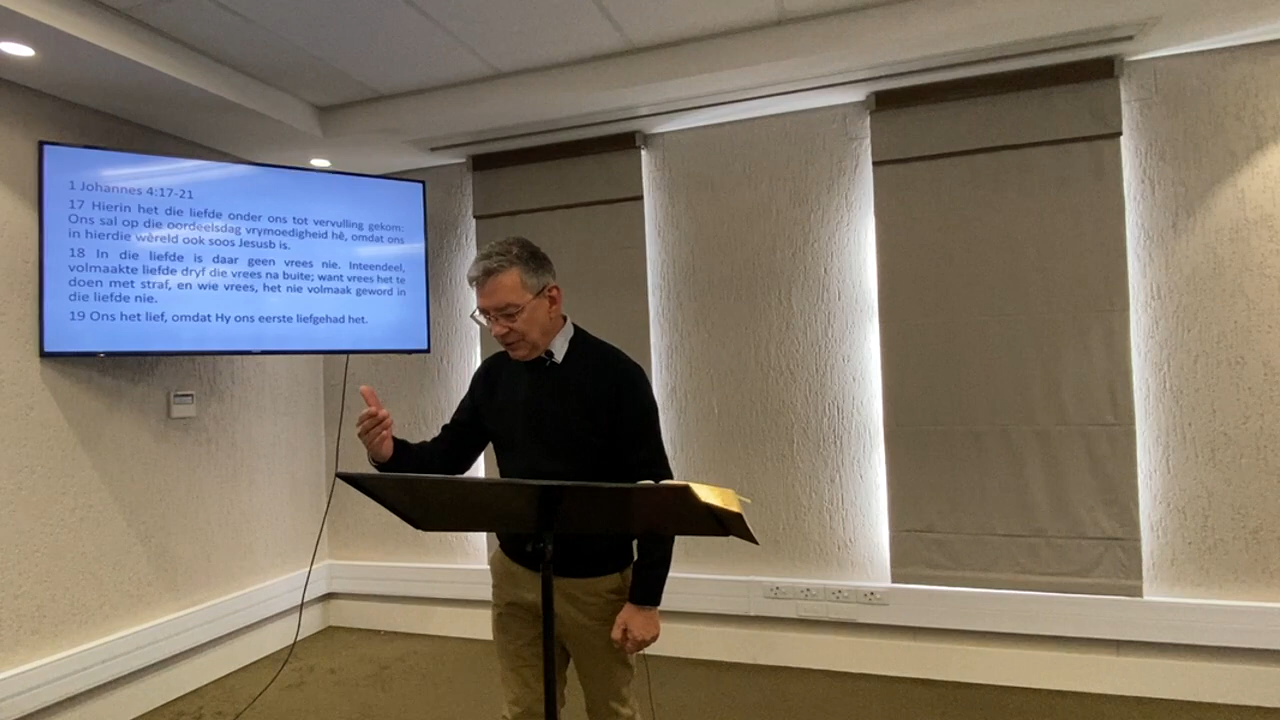 1 Johannes 4:17-21
17 Hierin het die liefde onder ons tot vervulling gekom:
Ons sal op die oordeelsdag vrymoedigheid hê, omdat ons
in hierdie wêreld ook soos Jesusb is.
18 In die liefde is daar geen vrees nie. Inteendeel,
volmaakte liefde dryf die vrees na buite; want vrees het te
doen met straf, en wie vrees, het nie volmaak geword in
die liefde nie.
19 Ons het lief, omdat Hy ons eerste liefgehad het.